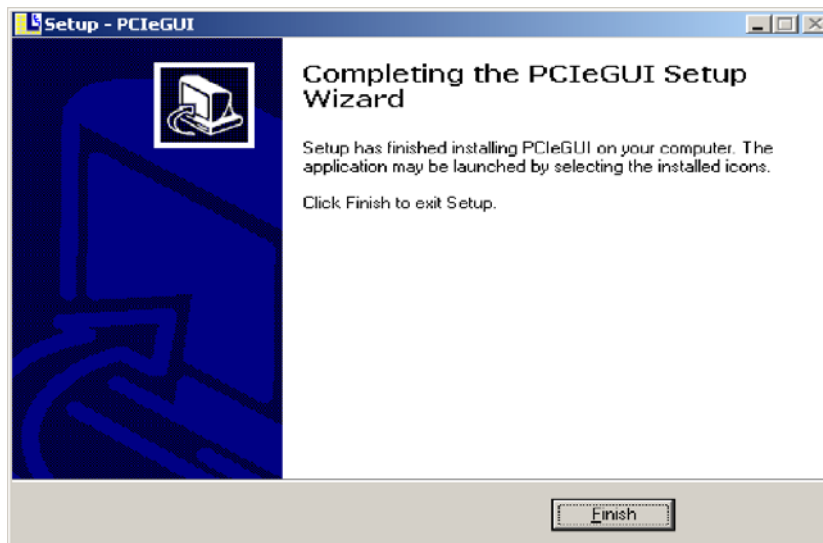 Setup - PCIeGUI
Completing the PCIeGUI Setup
Wizard
Setup has finished installing PCIeGUI on your computer. The
application may be launched by selecting the installed icons.
Click Finish to exit Setup.
Finish